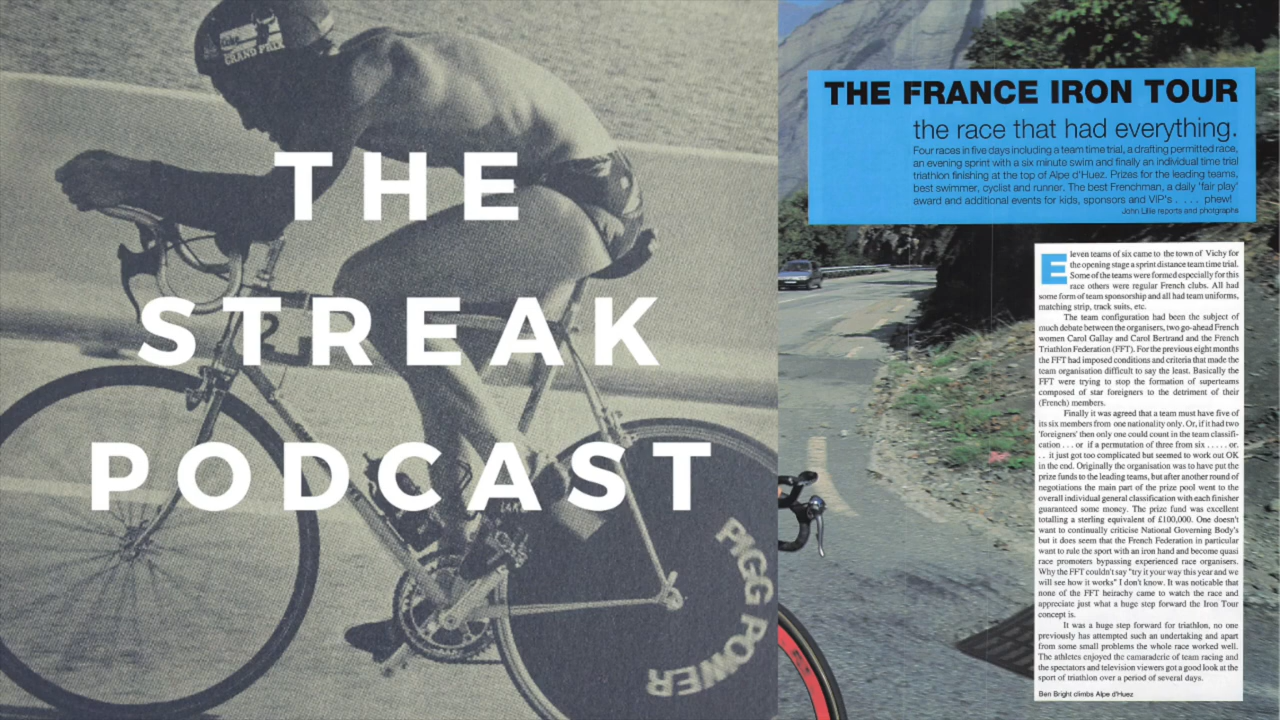 GRAND PRIX
THE
STREAK
PODCAST
PIGG POWER
THE FRANCE IRON TOUR
the race that had everything.
Four races in five days including a team time trial, a drafting permitted race,
an evening sprint with a six minute swim and finally an individual time trial
triathlon finishing at the top of Alpe d'Huez. Prizes for the leading teams,
best swimmer, cyclist and runner. The best Frenchman, a daily 'fair play'
award and additional events for kids, sponsors and VIP's . . . . phew!
John Lillie reports and photgraphs
Eleven teams of six came to the town of Vichy for
the opening stage a sprint distance team time trial.
Some of the teams were formed especially for this
race others were regular French clubs. All had
some form of team sponsorship and all had team uniforms,
matching strip, track suits, etc.
The team configuration had been the subject of
much debate between the organisers, two go-ahead French
women Carol Gallay and Carol Bertrand and the French
Triathlon Federation (FFT). For the previous eight months
the FFT had imposed conditions and criteria that made the
team organisation difficult to say the least. Basically the
FFT were trying to stop the formation of superteams
composed of star foreigners to the detriment of their
(French) members.
Finally it was agreed that a team must have five of
its six members from one nationality only. Or, if it had two
'foreigners' then only one could count in the team classifi-
cation . . . or if a permutation of three from six . . . . . or.
. . it just got too complicated but seemed to work out OK
in the end. Originally the organisation was to have put the
prize funds to the leading teams, but after another round of
negotiations the main part of the prize pool went to the
overall individual general classification with each finisher
guaranteed some money. The prize fund was excellent
totalling a sterling equivalent of £100,000. One doesn't
want to continually criticise National Governing Body's
but it does seem that the French Federation in particular
want to rule the sport with an iron hand and become quasi
race promoters bypassing experienced race organisers.
Why the FFT couldn't say "try it your way this year and we
will see how it works" I don't know. It was noticable that
none of the FFT heirachy came to watch the race and
appreciate just what a huge step forward the Iron Tour
concept is.
It was a huge step forward for triathlon, no one
previously has attempted such an undertaking and apart
from some small problems the whole race worked well.
The athletes enjoyed the camaraderie of team racing and
the spectators and television viewers got a good look at the
sport of triathlon over a period of several days.
Ben Bright climbs Alpe d'Huez